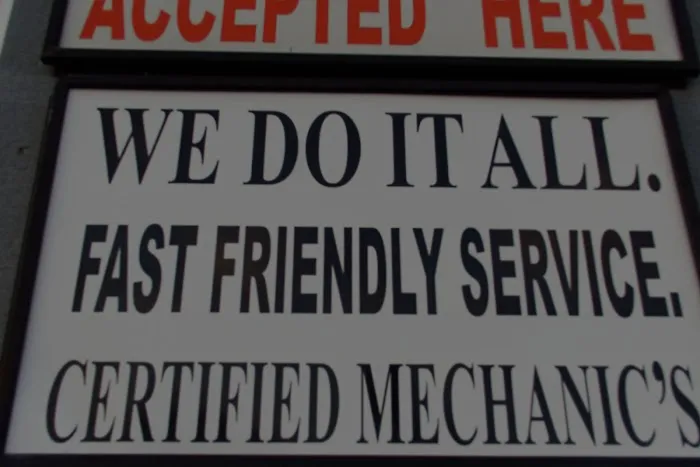 ACCEPTED HERE
WE DO IT ALL.
FAST FRIENDLY SERVICE.
CERTIFIED MECHANIC'S